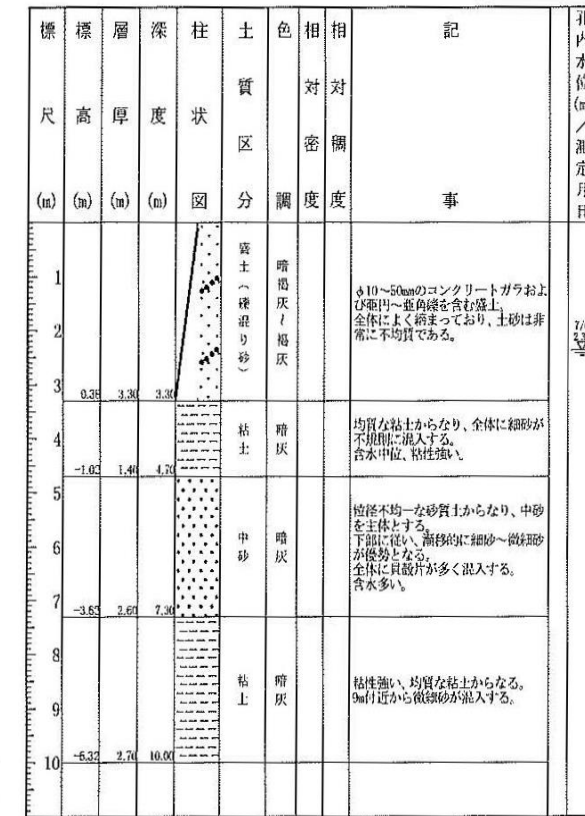 標尺(m)
標高(m)
層厚(m)
深度(m)
柱状図
土質区分
色調
相対密度
相対稠度
記事
孔内水位(m)／測定月日
1
2
3
4
5
6
7
8
9
10
0.38 3.30 3.30
盛土(礫混り砂)
暗褐灰～褐灰
φ10～50mmのコンクリートガラおよ
び亜円～亜角礫を含む盛土。
全体によく締まっており、土砂は非
常に不均質である。
-1.02 1.40 4.70
粘土
暗灰
均質な粘土からなり、全体に細砂が
不規則に混入する。
含水中位、粘性強い。
-3.62 2.60 7.30
中砂
暗灰
粒径不均一な砂質土からなり、中砂
を主体とする。
下部に従い、漸移的に細砂～微細砂
が優勢となる。
全体に貝殻片が多く混入する。
含水多い。
-6.32 2.70 10.00
粘土
暗灰
粘性強い、均質な粘土からなる。
9m付近から微細砂が混入する。